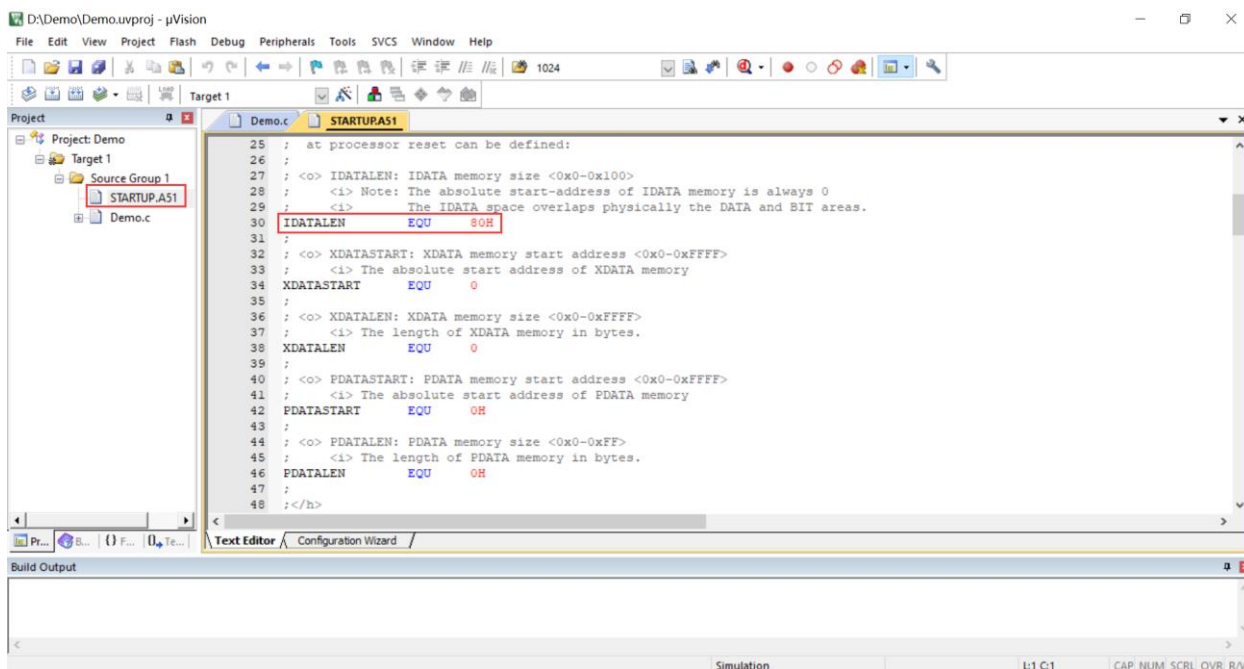 D:\Demo\Demo.uvproj - µVision
File Edit View Project Flash Debug Peripherals Tools SVCS Window Help
1024
Target 1
Project
Project: Demo
Target 1
Source Group 1
STARTUP.A51
Demo.c
Demo.c STARTUP.A51
25 ; at processor reset can be defined:
26 ;
27 ; <o> IDATALEN: IDATA memory size <0x0-0x100>
28 ; <i> Note: The absolute start-address of IDATA memory is always 0
29 ; <i> The IDATA space overlaps physically the DATA and BIT areas.
30 IDATALEN EQU 80H
31 ;
32 ; <o> XDATASTART: XDATA memory start address <0x0-0xFFFF>
33 ; <i> The absolute start address of XDATA memory
34 XDATASTART EQU 0
35 ;
36 ; <o> XDATALEN: XDATA memory size <0x0-0xFFFF>
37 ; <i> The length of XDATA memory in bytes.
38 XDATALEN EQU 0
39 ;
40 ; <o> PDATASTART: PDATA memory start address <0x0-0xFFFF>
41 ; <i> The absolute start address of PDATA memory
42 PDATASTART EQU 0H
43 ;
44 ; <o> PDATALEN: PDATA memory size <0x0-0xFF>
45 ; <i> The length of PDATA memory in bytes.
46 PDATALEN EQU 0H
47 ;
48 ;</h>
Pr... B... {} F... 0→ Te...
Text Editor Configuration Wizard
Build Output
Simulation L:1 C:1 CAP NUM SCRL OVR R/